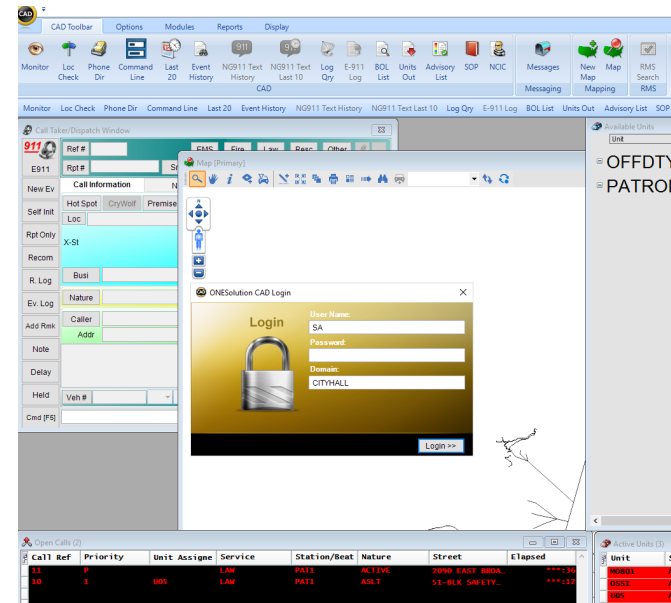 CAD
CAD Toolbar Options Modules Reports Display
911
Monitor Loc Check Phone Dir Command Line Last 20 Event History NG911 Text History NG911 Text Last 10 Log Qry E-911 Log BOL List Units Out Advisory List SOP NCIC Messages New Map Map RMS Search
CAD Messaging Mapping RMS
Monitor Loc Check Phone Dir Command Line Last 20 Event History NG911 Text History NG911 Text Last 10 Log Qry E-911 Log BOL List Units Out Advisory List SOP
Call Taker/Dispatch Window
911
E911
New Ev
Self Init
Rpt Only
Recom
R. Log
Ev. Log
Add Rmk
Note
Delay
Held
Cmd [F5]
Ref # EMS Fire Law Resc Other
Rpt #
Call Information N
Hot Spot CryWolf Premise
Loc
X-St
Busi
Nature
Caller
Addr
Veh #
Map [Primary]
ONESolution CAD Login
Login
User Name:
SA
Password:
Domain:
CITYHALL
Login >>
Available Units
Unit
OFFDTY
PATROL
Open Calls (2)
Call Ref Priority Unit Assigne Service Station/Beat Nature Street Elapsed
11 P LAW PAT1 ACTIVE 2090 EAST BROA… ***:36
10 1 U05 LAW PAT1 ASLT 51-BLK SAFETY… ***:12
Active Units (3)
Unit
OSS1
U05